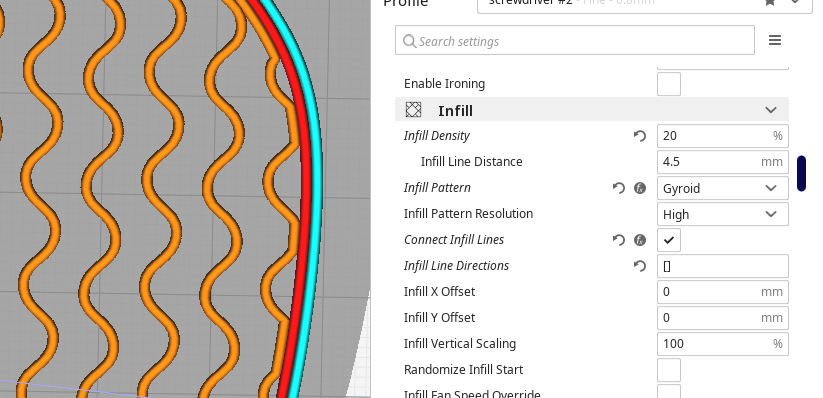 Profile
screwdriver #2 - Fine - 0.8mm
Search settings
Enable Ironing
Infill
Infill Density 20 %
Infill Line Distance 4.5 mm
Infill Pattern Gyroid
Infill Pattern Resolution High
Connect Infill Lines
Infill Line Directions []
Infill X Offset 0 mm
Infill Y Offset 0 mm
Infill Vertical Scaling 100 %
Randomize Infill Start
Infill Fan Speed Override